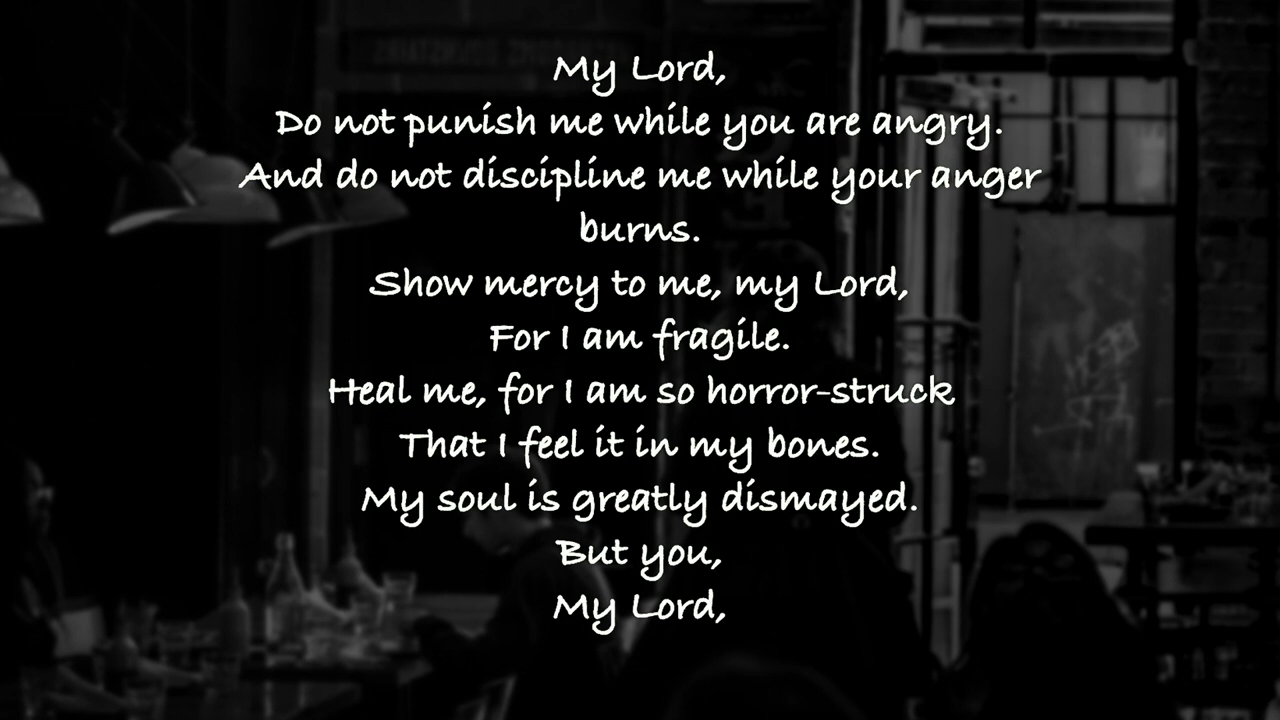 My Lord,
Do not punish me while you are angry.
And do not discipline me while your anger
burns.
Show mercy to me, my Lord,
For I am fragile.
Heal me, for I am so horror-struck
That I feel it in my bones.
My soul is greatly dismayed.
But you,
My Lord,